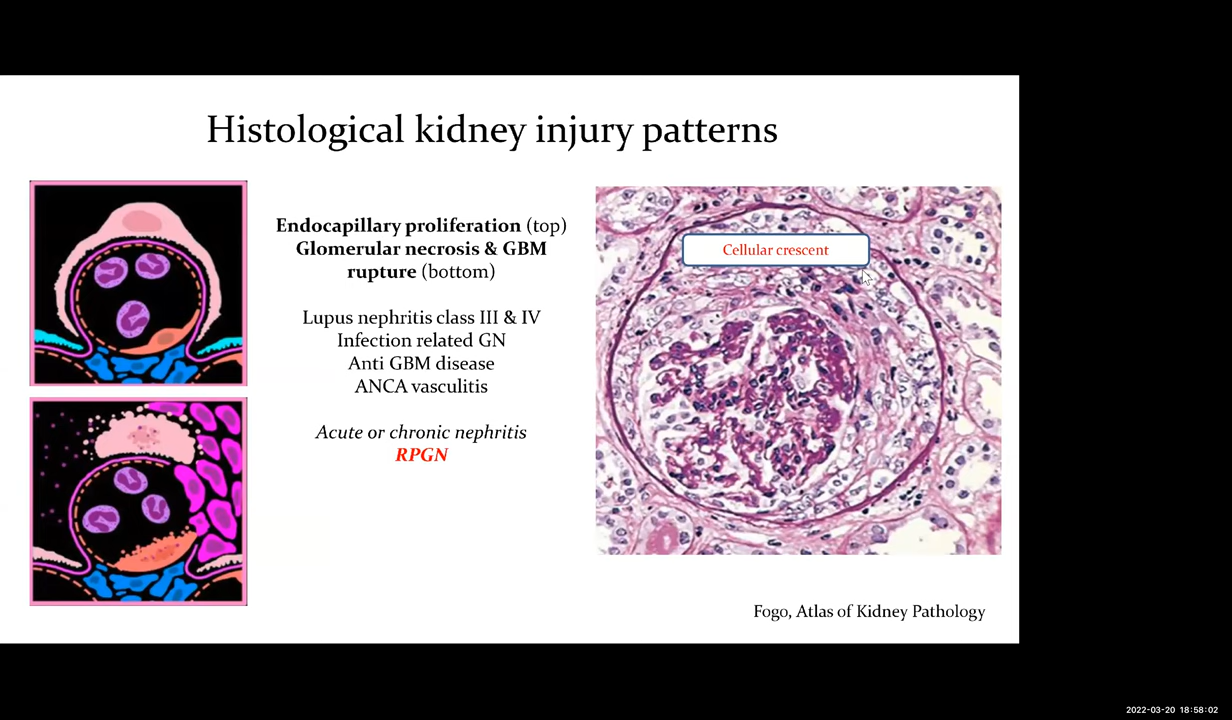 Histological kidney injury patterns
Endocapillary proliferation (top)
Glomerular necrosis & GBM
rupture (bottom)
Lupus nephritis class III & IV
Infection related GN
Anti GBM disease
ANCA vasculitis
Acute or chronic nephritis
RPGN
Cellular crescent
Fogo, Atlas of Kidney Pathology
2022-03-20 18:58:02